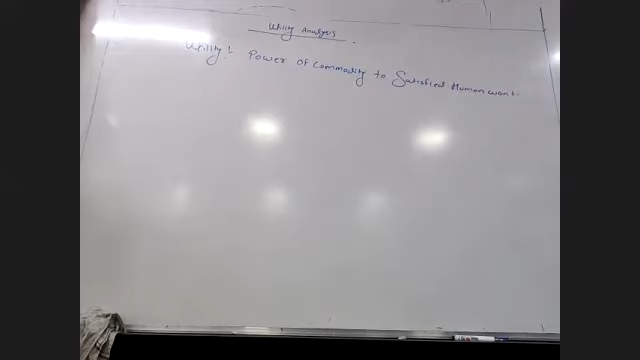 Utility analysis
Utility :- Power of Commodity to Satisfied Human want.